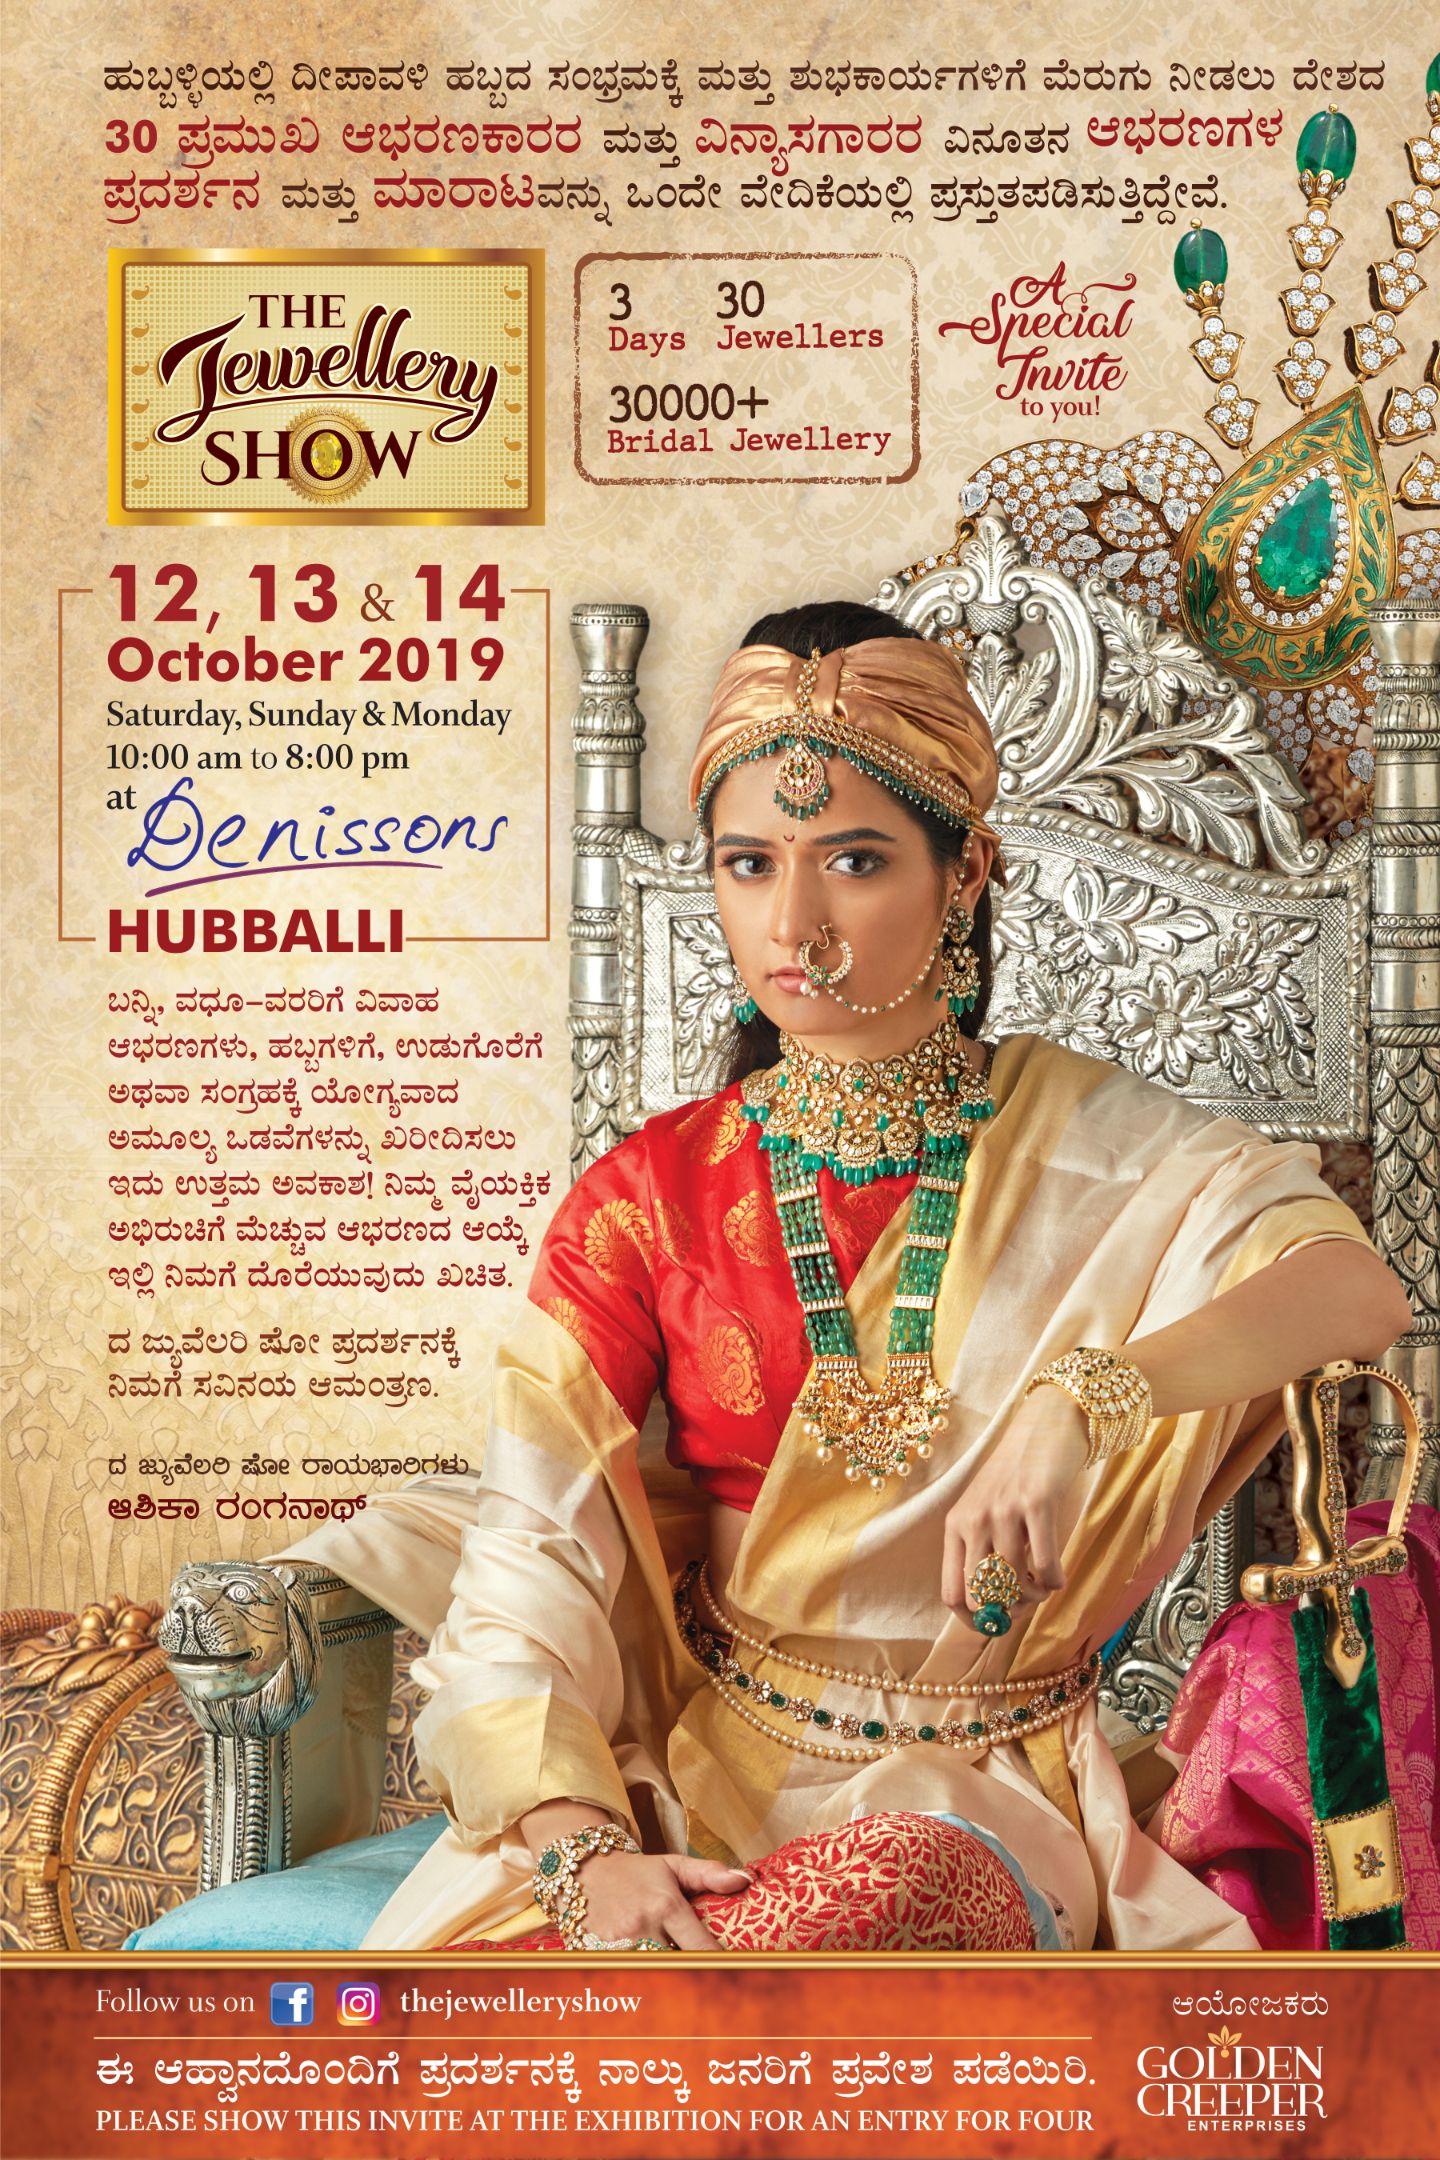 ಹುಬ್ಬಳ್ಳಿಯಲ್ಲಿ ದೀಪಾವಳಿ ಹಬ್ಬದ ಸಂಭ್ರಮಕ್ಕೆ ಮತ್ತು ಶುಭಕಾರ್ಯಗಳಿಗೆ ಮೆರುಗು ನೀಡಲು ದೇಶದ
30 ಪ್ರಮುಖ ಆಭರಣಕಾರರ ಮತ್ತು ವಿನ್ಯಾಸಗಾರರ ವಿನೂತನ ಆಭರಣಗಳ
ಪ್ರದರ್ಶನ ಮತ್ತು ಮಾರಾಟವನ್ನು ಒಂದೇ ವೇದಿಕೆಯಲ್ಲಿ ಪ್ರಸ್ತುತಪಡಿಸುತ್ತಿದ್ದೇವೆ.
THE
Jewellery
SHOW
3 30
Days Jewellers
30000+
Bridal Jewellery
A
Special
Invite
to you!
12, 13 & 14
October 2019
Saturday, Sunday & Monday
10:00 am to 8:00 pm
at
Denissons
HUBBALLI
ಬನ್ನಿ, ವಧೂ-ವರರಿಗೆ ವಿವಾಹ
ಆಭರಣಗಳು, ಹಬ್ಬಗಳಿಗೆ, ಉಡುಗೊರೆಗೆ
ಅಥವಾ ಸಂಗ್ರಹಕ್ಕೆ ಯೋಗ್ಯವಾದ
ಅಮೂಲ್ಯ ಒಡವೆಗಳನ್ನು ಖರೀದಿಸಲು
ಇದು ಉತ್ತಮ ಅವಕಾಶ! ನಿಮ್ಮ ವೈಯಕ್ತಿಕ
ಅಭಿರುಚಿಗೆ ಮೆಚ್ಚುವ ಆಭರಣದ ಆಯ್ಕೆ
ಇಲ್ಲಿ ನಿಮಗೆ ದೊರೆಯುವುದು ಖಚಿತ.
ದ ಜ್ಯುವೆಲರಿ ಷೋ ಪ್ರದರ್ಶನಕ್ಕೆ
ನಿಮಗೆ ಸವಿನಯ ಆಮಂತ್ರಣ.
ದ ಜ್ಯುವೆಲರಿ ಷೋ ರಾಯಭಾರಿಗಳು
ಆಶಿಕಾ ರಂಗನಾಥ್
Follow us on thejewelleryshow
ಈ ಆಹ್ವಾನದೊಂದಿಗೆ ಪ್ರದರ್ಶನಕ್ಕೆ ನಾಲ್ಕು ಜನರಿಗೆ ಪ್ರವೇಶ ಪಡೆಯಿರಿ.
PLEASE SHOW THIS INVITE AT THE EXHIBITION FOR AN ENTRY FOR FOUR
ಆಯೋಜಕರು
GOLDEN
CREEPER
ENTERPRISES